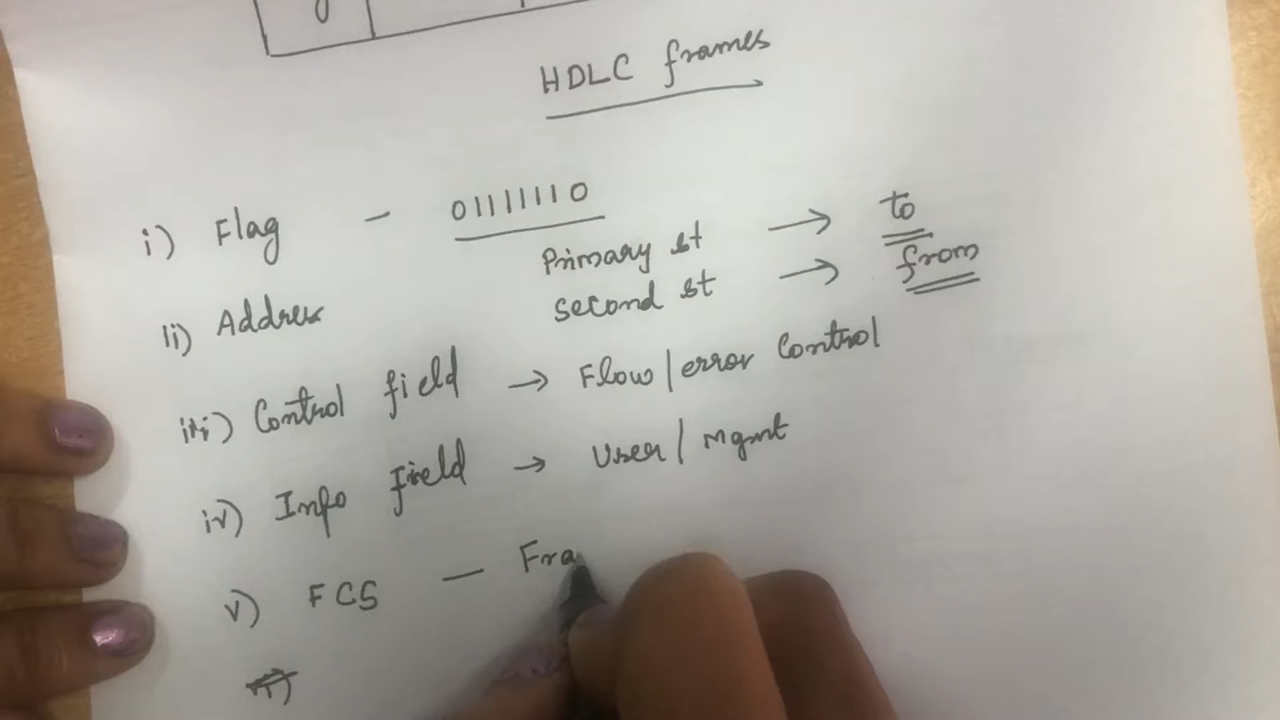 HDLC frames
i) Flag - 01111110
Primary st → to
ii) Address second st → from
iii) Control field → Flow/error Control
iv) Info Field → User/Mgmt
v) FCS - Fra